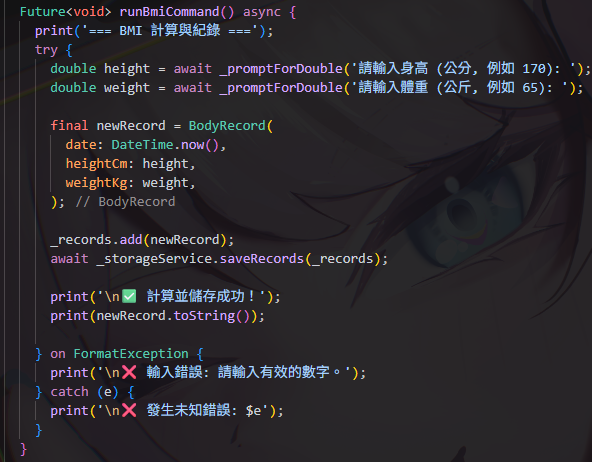 Future<void> runBmiCommand() async {
  print('=== BMI 計算與紀錄 ===');
  try {
    double height = await _promptForDouble('請輸入身高 (公分, 例如 170): ');
    double weight = await _promptForDouble('請輸入體重 (公斤, 例如 65): ');

    final newRecord = BodyRecord(
      date: DateTime.now(),
      heightCm: height,
      weightKg: weight,
    ); // BodyRecord

    _records.add(newRecord);
    await _storageService.saveRecords(_records);

    print('\n✅ 計算並儲存成功！');
    print(newRecord.toString());

  } on FormatException {
    print('\n❌ 輸入錯誤: 請輸入有效的數字。');
  } catch (e) {
    print('\n❌ 發生未知錯誤: $e');
  }
}